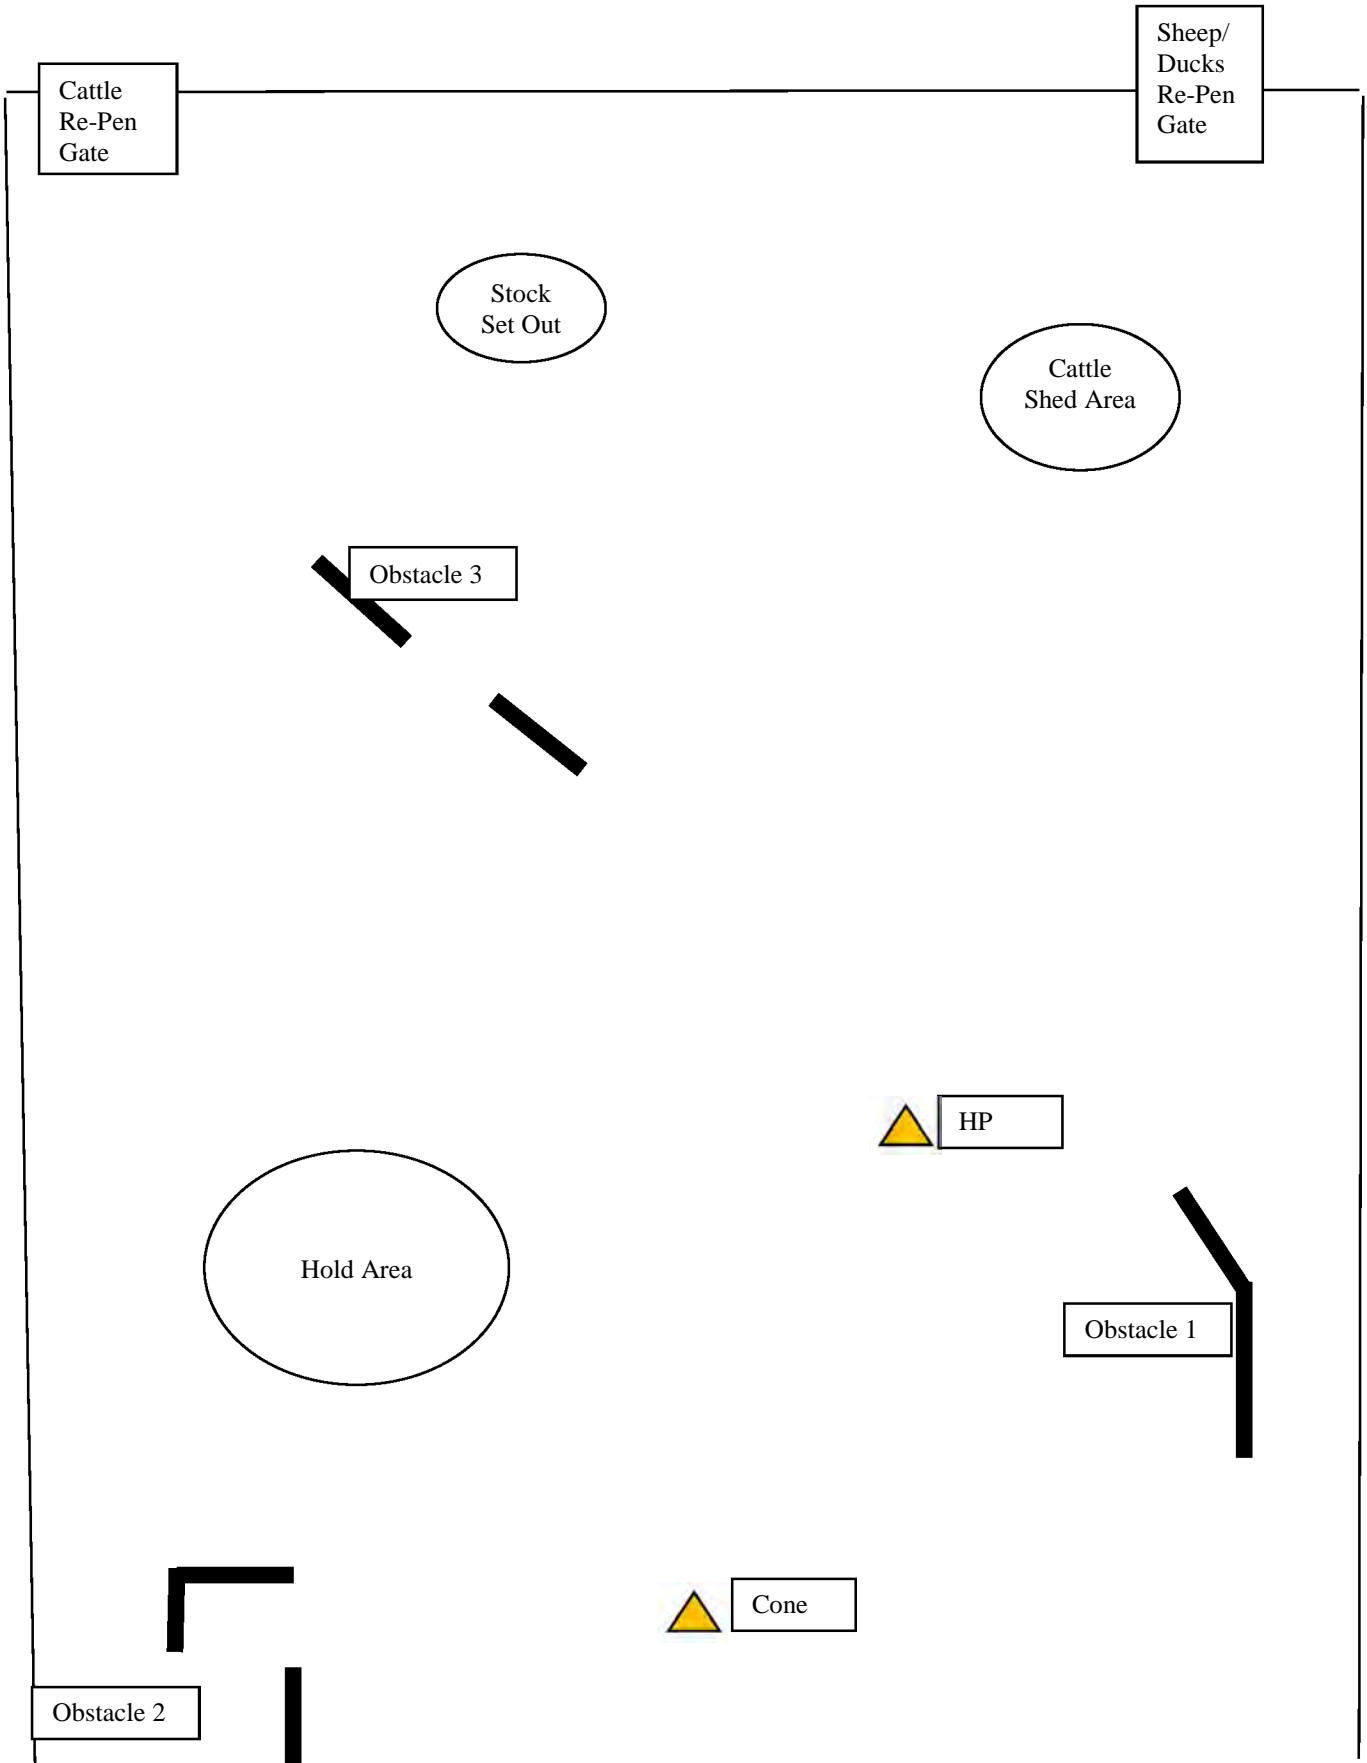 Sheep/
Ducks
Re-Pen
Gate
Cattle
Re-Pen
Gate
Stock
Set Out
Cattle
Shed Area
Obstacle 3
HP
Hold Area
Obstacle 1
Cone
Obstacle 2